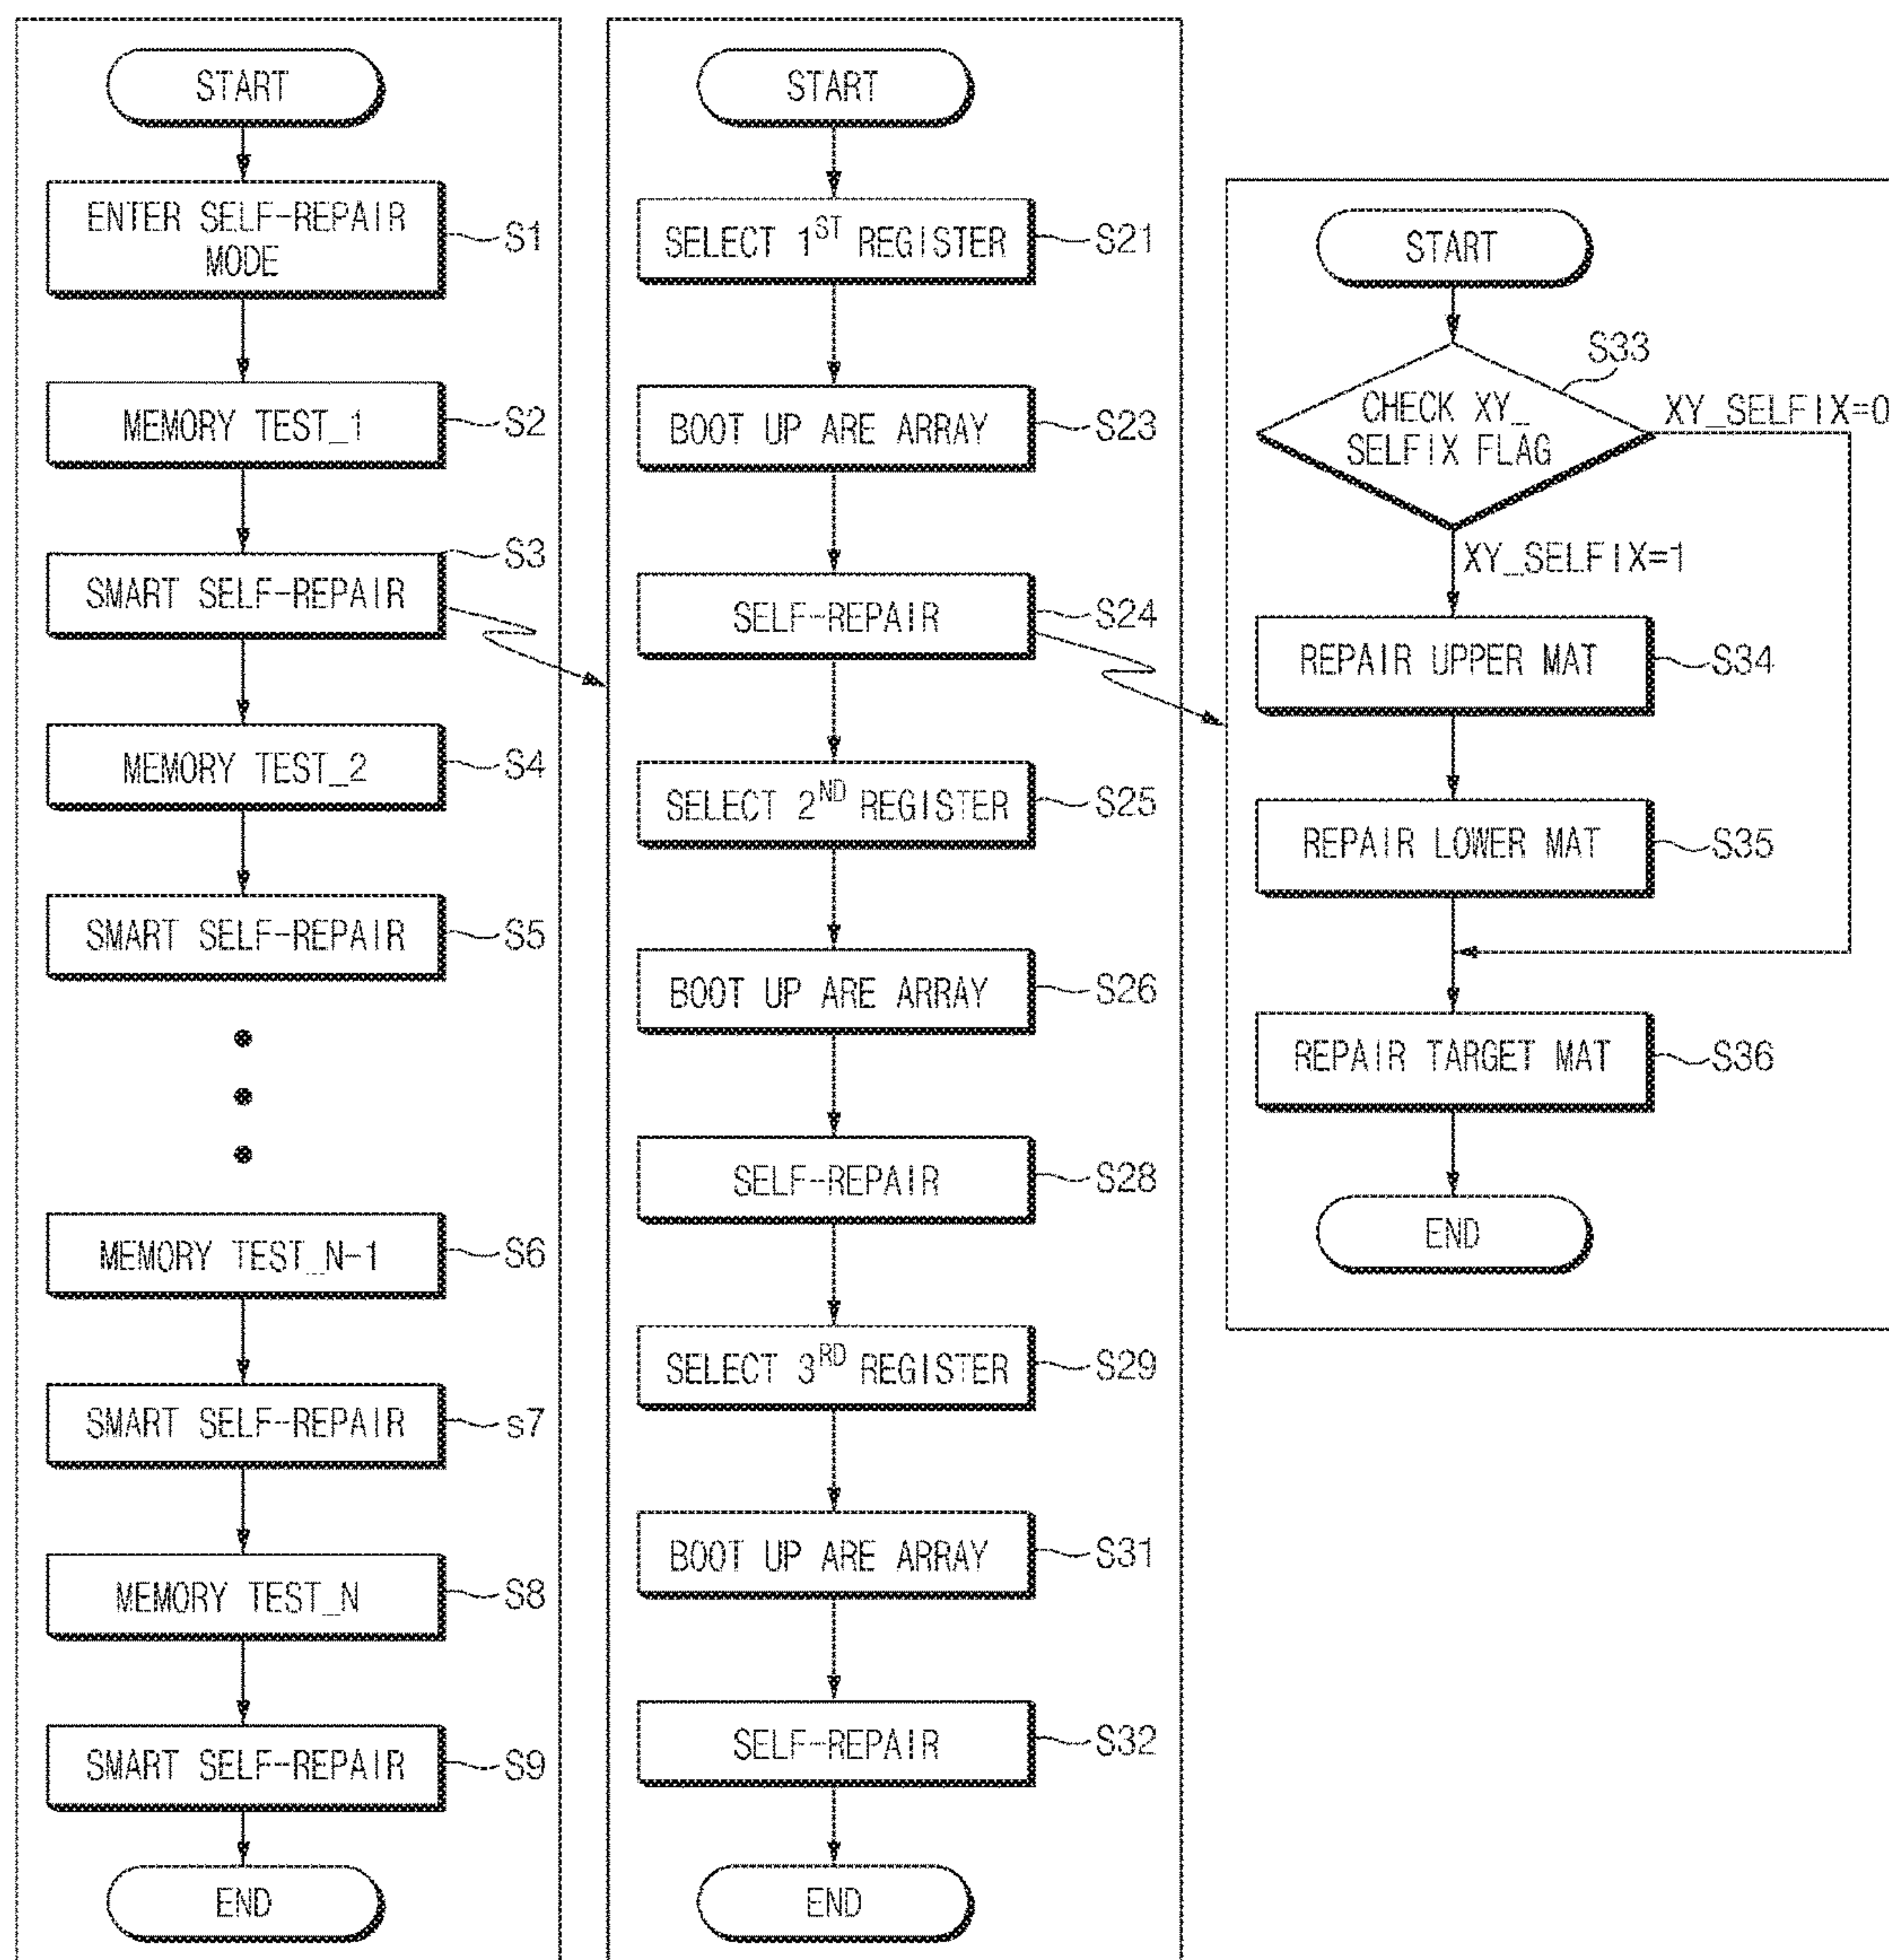 START
ENTER SELF-REPAIR
MODE
S1
MEMORY TEST_1
S2
SMART SELF-REPAIR
S3
MEMORY TEST_2
S4
SMART SELF-REPAIR
S5
MEMORY TEST_N-1
S6
SMART SELF-REPAIR
s7
MEMORY TEST_N
S8
SMART SELF-REPAIR
S9
END
START
SELECT 1ST REGISTER
S21
BOOT UP ARE ARRAY
S23
SELF-REPAIR
S24
SELECT 2ND REGISTER
S25
BOOT UP ARE ARRAY
S26
SELF-REPAIR
S28
SELECT 3RD REGISTER
S29
BOOT UP ARE ARRAY
S31
SELF-REPAIR
S32
END
START
S33
CHECK XY_
SELFIX FLAG
XY_SELFIX=0
XY_SELFIX=1
REPAIR UPPER MAT
S34
REPAIR LOWER MAT
S35
REPAIR TARGET MAT
S36
END